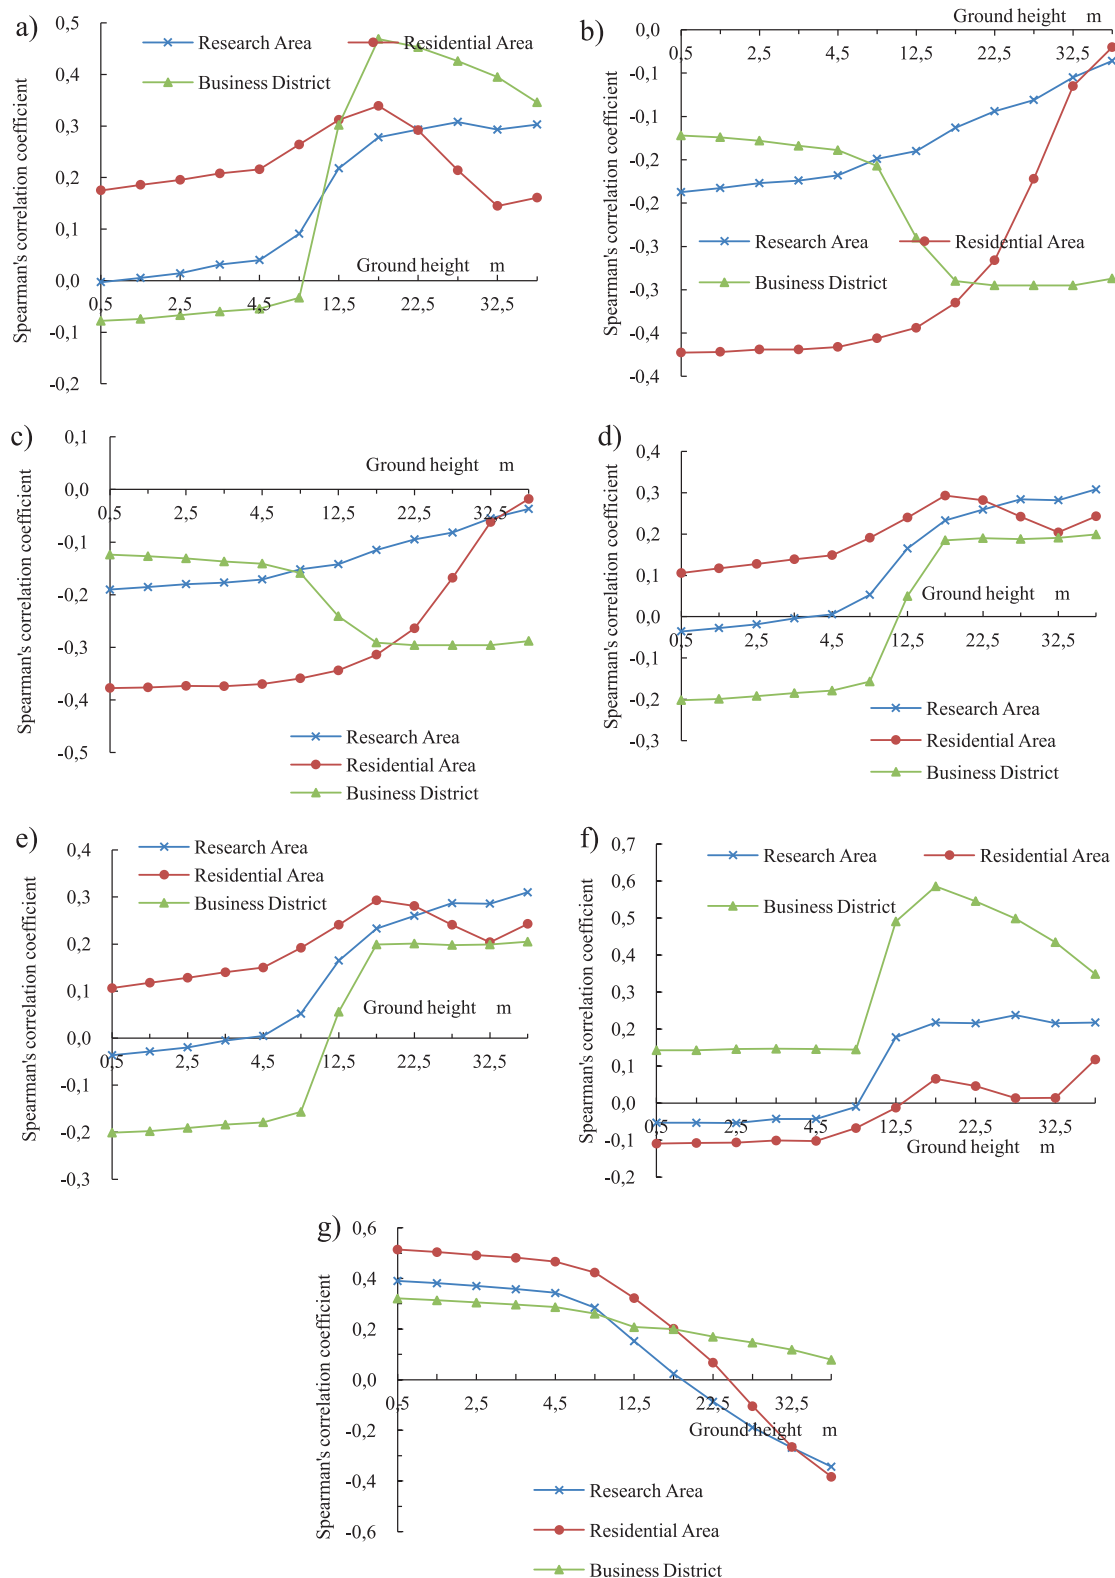 a)
Spearman's correlation coefficient
0,5
0,4
0,3
0,2
0,1
0,0
-0,1
-0,2
Research Area
Residential Area
Business District
Ground height m
0,5 2,5 4,5 12,5 22,5 32,5
b)
Spearman's correlation coefficient
Ground height m
0,0
-0,1
-0,1
-0,2
-0,2
-0,3
-0,3
-0,4
-0,4
0,5 2,5 4,5 12,5 22,5 32,5
Research Area
Residential Area
Business District
c)
Spearman's correlation coefficient
0,1
0,0
-0,1
-0,2
-0,3
-0,4
-0,5
Ground height m
0,5 2,5 4,5 12,5 22,5 32,5
Research Area
Residential Area
Business District
d)
Spearman's correlation coefficient
0,4
0,3
0,2
0,1
0,0
-0,1
-0,2
-0,3
Ground height m
0,5 2,5 4,5 12,5 22,5 32,5
Research Area
Residential Area
Business District
e)
Spearman's correlation coefficient
0,4
0,3
0,2
0,1
0,0
-0,1
-0,2
-0,3
Research Area
Residential Area
Business District
Ground height m
0,5 2,5 4,5 12,5 22,5 32,5
f)
Spearman's correlation coefficient
0,7
0,6
0,5
0,4
0,3
0,2
0,1
0,0
-0,1
-0,2
Research Area
Residential Area
Business District
0,5 2,5 4,5 12,5 22,5 32,5
Ground height m
g)
Spearman's correlation coefficient
0,6
0,4
0,2
0,0
-0,2
-0,4
-0,6
0,5 2,5 4,5 12,5 22,5 32,5
Ground height m
Research Area
Residential Area
Business District